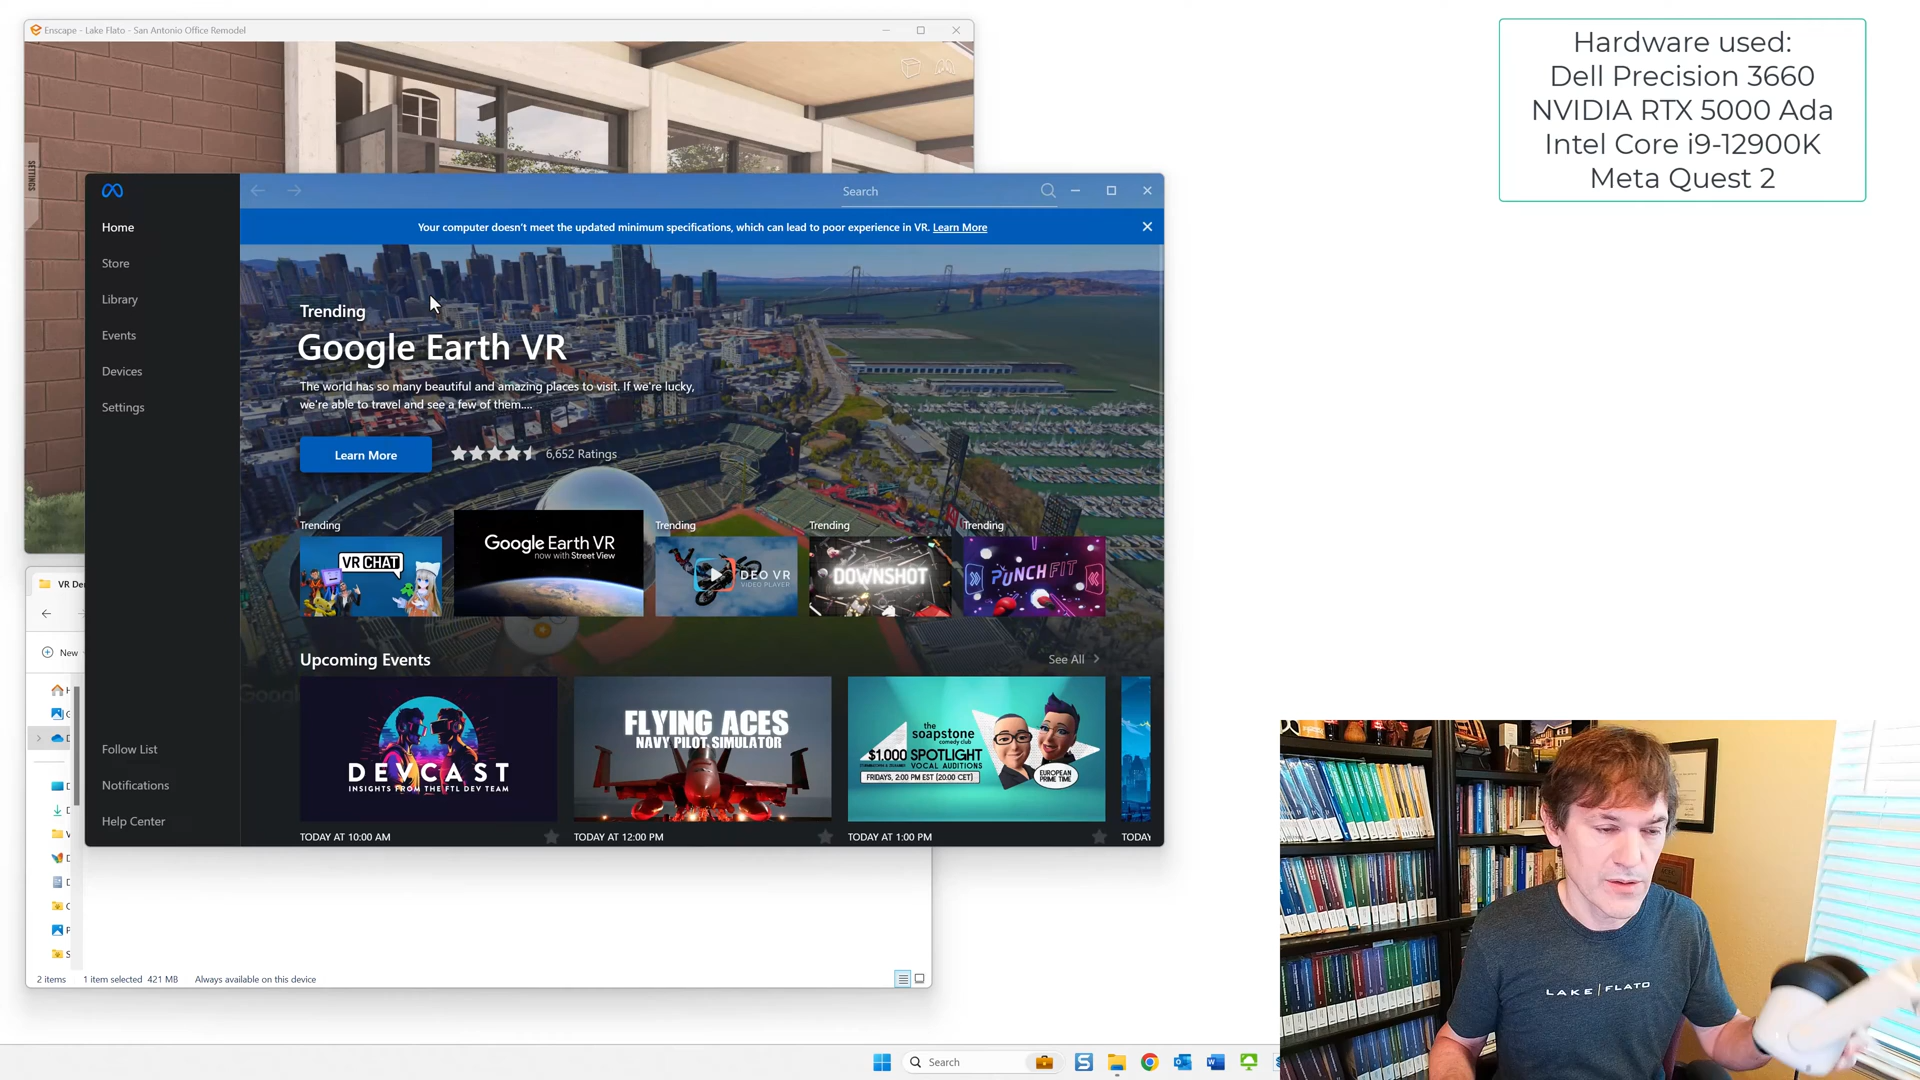 Enscape - Lake Flato - San Antonio Office Remodel
SETTINGS
Hardware used:
Dell Precision 3660
NVIDIA RTX 5000 Ada
Intel Core i9-12900K
Meta Quest 2
Search
Home
Store
Library
Events
Devices
Settings
Follow List
Notifications
Help Center
Your computer doesn't meet the updated minimum specifications, which can lead to poor experience in VR. Learn More
Trending
Google Earth VR
The world has so many beautiful and amazing places to visit. If we're lucky,
we're able to travel and see a few of them....
Learn More
6,652 Ratings
Trending
VR CHAT
Google Earth VR
now with Street View
Trending
DEO VR
VIDEO PLAYER
Trending
DOWNSHOT
Trending
PUNCH FIT
Upcoming Events
See All
DEVCAST
INSIGHTS FROM THE FTL DEV TEAM
TODAY AT 10:00 AM
FLYING ACES
NAVY PILOT SIMULATOR
TODAY AT 12:00 PM
the
soapstone
comedy club
$1,000 SPOTLIGHT
VOCAL AUDITIONS
FRIDAYS, 2:00 PM EST (20:00 CET)
EUROPEAN
PRIME TIME
TODAY AT 1:00 PM
TODAY
VR De
New
2 items
1 item selected 421 MB
Always available on this device
LAKE | FLATO
Search